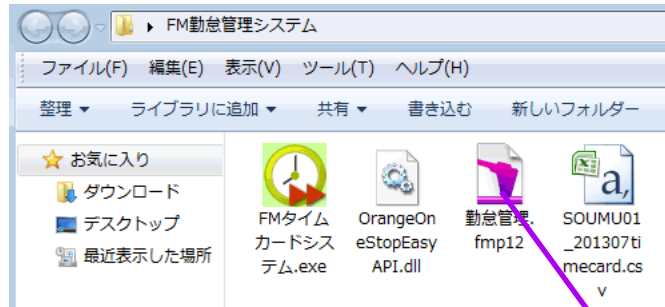 FM勤怠管理システム
ファイル(F) 編集(E) 表示(V) ツール(T) ヘルプ(H)
整理 ライブラリに追加 共有 書き込む 新しいフォルダー
お気に入り
ダウンロード
デスクトップ
最近表示した場所
FMタイム
カードシス
テム.exe
OrangeOn
eStopEasy
API.dll
勤怠管理.
fmp12
a,
SOUMU01
_201307ti
mecard.cs
v